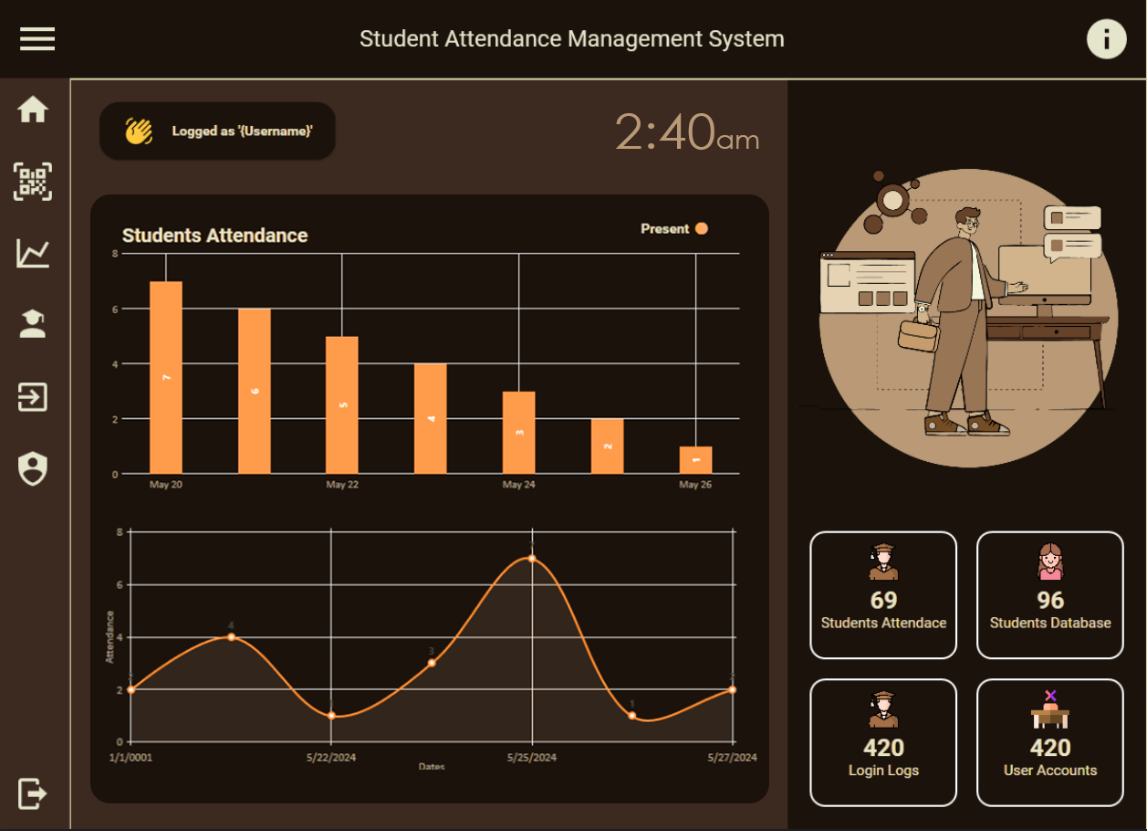 Student Attendance Management System
i
Logged as '{Username}'
2:40am
Students Attendance
Present
8
6
4
2
0
7
6
5
4
3
2
1
May 20
May 22
May 24
May 26
8
6
4
2
0
Attendance
4
3
1
1/1/0001
5/22/2024
5/25/2024
5/27/2024
Dates
69
Students Attendace
96
Students Database
420
Login Logs
420
User Accounts